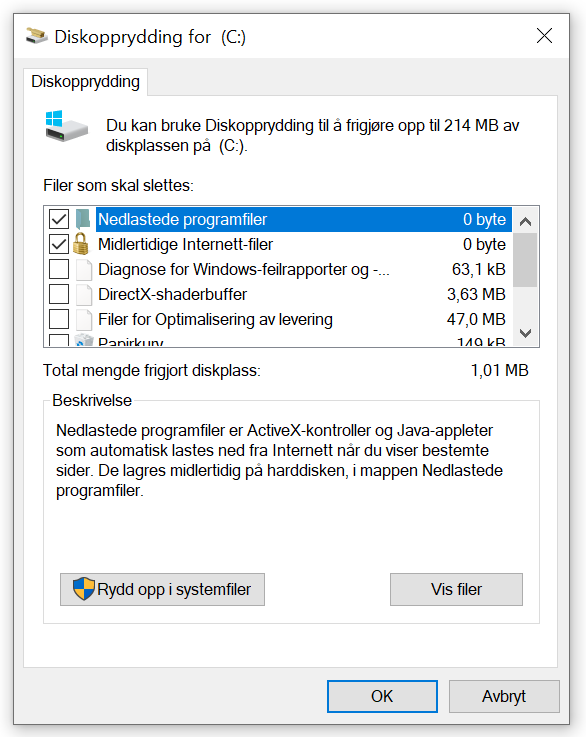 Diskopprydding for (C:)
Diskopprydding
Du kan bruke Diskopprydding til å frigjøre opp til 214 MB av
diskplassen på (C:).
Filer som skal slettes:
Nedlastede programfiler 0 byte
Midlertidige Internett-filer 0 byte
Diagnose for Windows-feilrapporter og -... 63,1 kB
DirectX-shaderbuffer 3,63 MB
Filer for Optimalisering av levering 47,0 MB
Papirkurv 149 kB
Total mengde frigjort diskplass: 1,01 MB
Beskrivelse
Nedlastede programfiler er ActiveX-kontroller og Java-appleter
som automatisk lastes ned fra Internett når du viser bestemte
sider. De lagres midlertidig på harddisken, i mappen Nedlastede
programfiler.
Rydd opp i systemfiler Vis filer
OK Avbryt